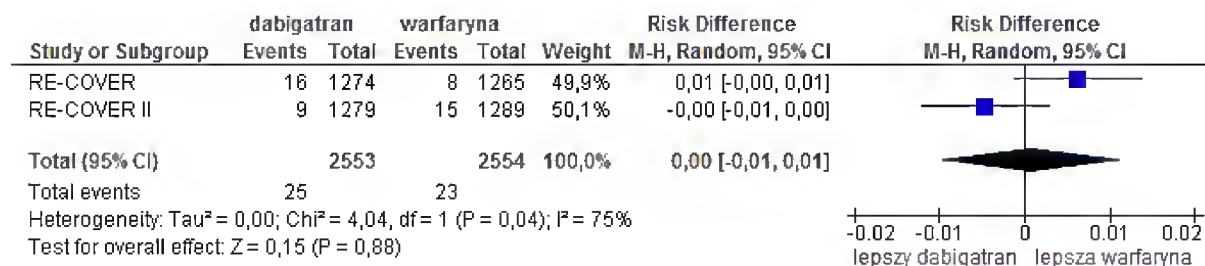 dabigatran warfaryna Risk Difference Risk Difference
Study or Subgroup Events Total Events Total Weight M-H, Random, 95% CI M-H, Random, 95% CI
RE-COVER 16 1274 8 1265 49,9% 0,01 [-0,00, 0,01]
RE-COVER II 9 1279 15 1289 50,1% -0,00 [-0,01, 0,00]
Total (95% CI) 2553 2554 100,0% 0,00 [-0,01, 0,01]
Total events 25 23
Heterogeneity: Tau² = 0,00; Chi² = 4,04, df = 1 (P = 0,04); I² = 75%
Test for overall effect: Z = 0,15 (P = 0,88)
-0.02 -0.01 0 0.01 0.02
lepszy dabigatran lepsza warfaryna